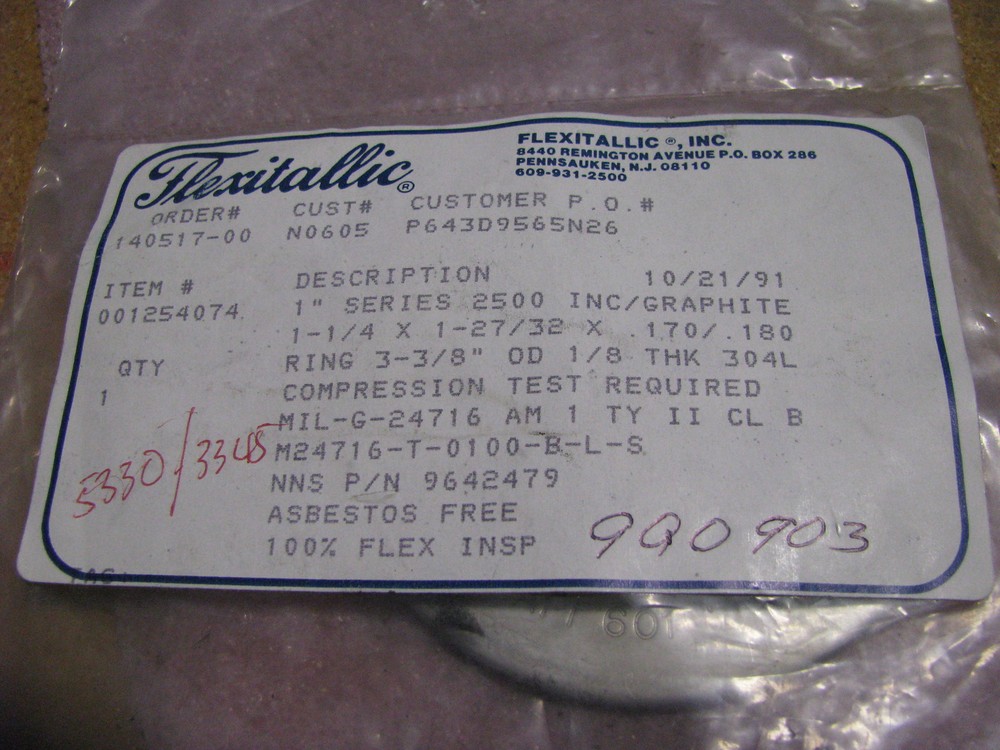 Flexitallic®
FLEXITALLIC ®, INC.
8440 REMINGTON AVENUE P.O. BOX 286
PENNSAUKEN, N.J. 08110
609-931-2500
ORDER# CUST# CUSTOMER P.O.#
140517-00 N0605 P643D9565N26
ITEM # DESCRIPTION 10/21/91
001254074 1" SERIES 2500 INC/GRAPHITE
1-1/4 X 1-27/32 X .170/.180
QTY RING 3-3/8" OD 1/8 THK 304L
1 COMPRESSION TEST REQUIRED
MIL-G-24716 AM 1 TY II CL B
5330/3345 M24716-T-0100-B-L-S
NNS P/N 9642479
ASBESTOS FREE
100% FLEX INSP 9Q0903
TAG:
601